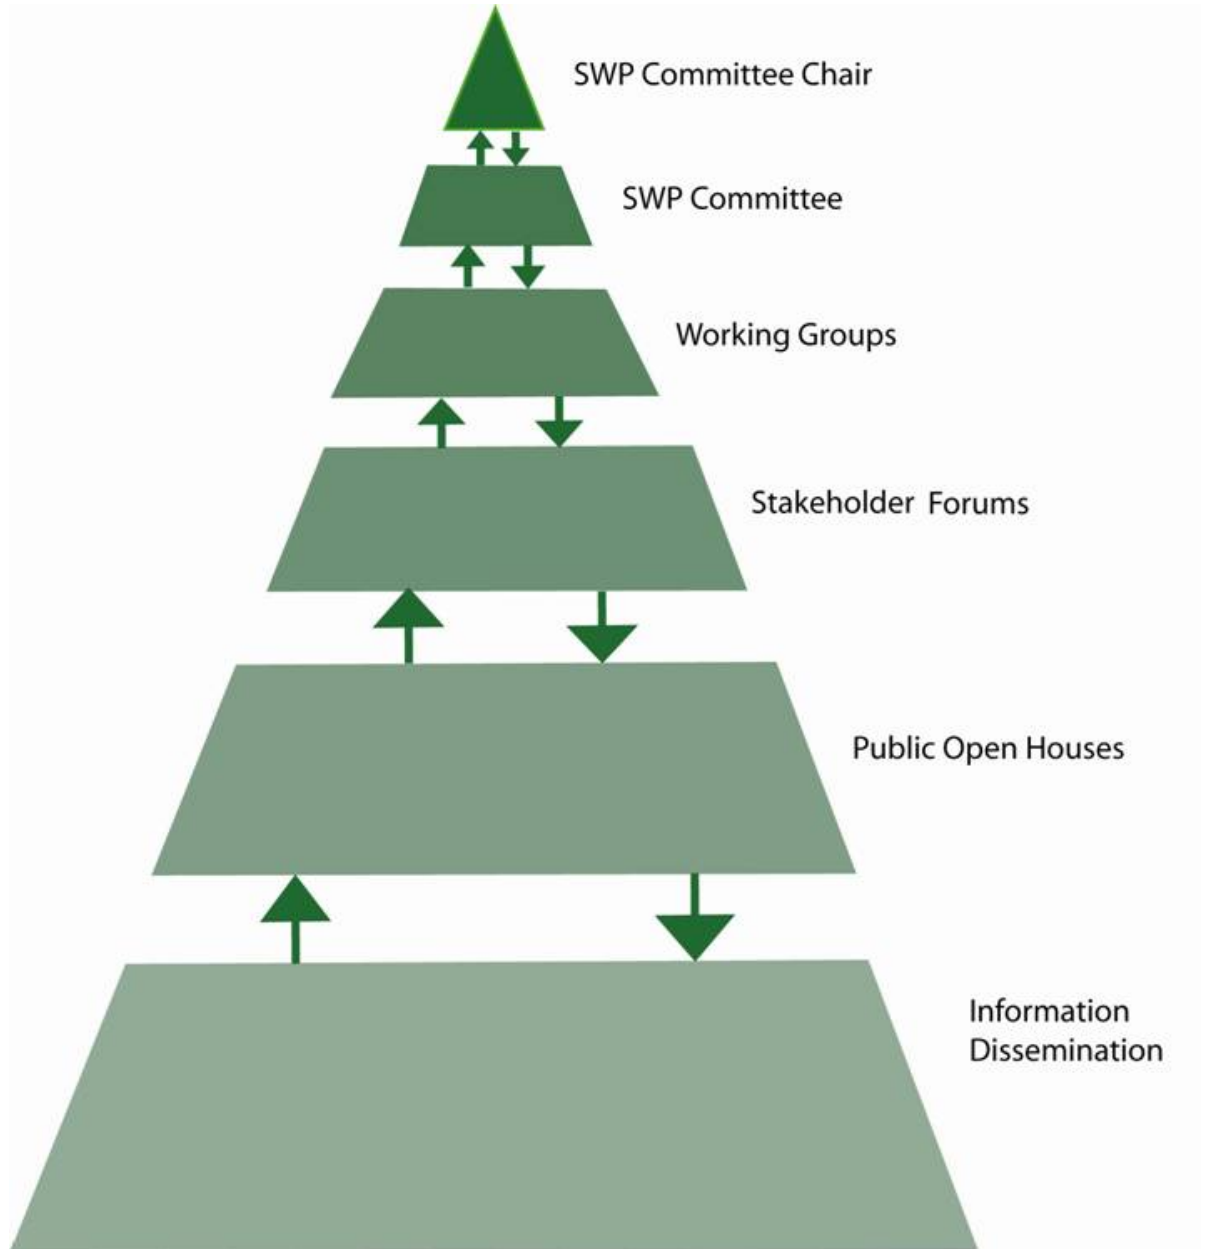 SWP Committee Chair
SWP Committee
Working Groups
Stakeholder Forums
Public Open Houses
Information
Dissemination